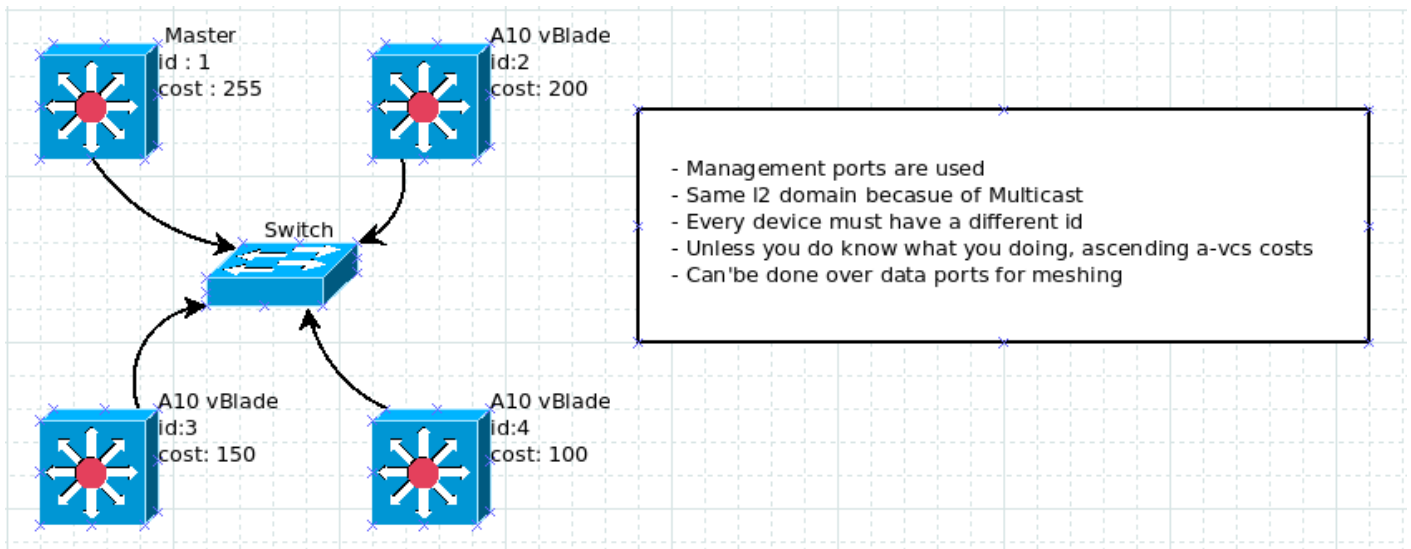 Master
id : 1
cost : 255
A10 vBlade
id:2
cost: 200
Switch
A10 vBlade
id:3
cost: 150
A10 vBlade
id:4
cost: 100
- Management ports are used
- Same l2 domain becasue of Multicast
- Every device must have a different id
- Unless you do know what you doing, ascending a-vcs costs
- Can'be done over data ports for meshing